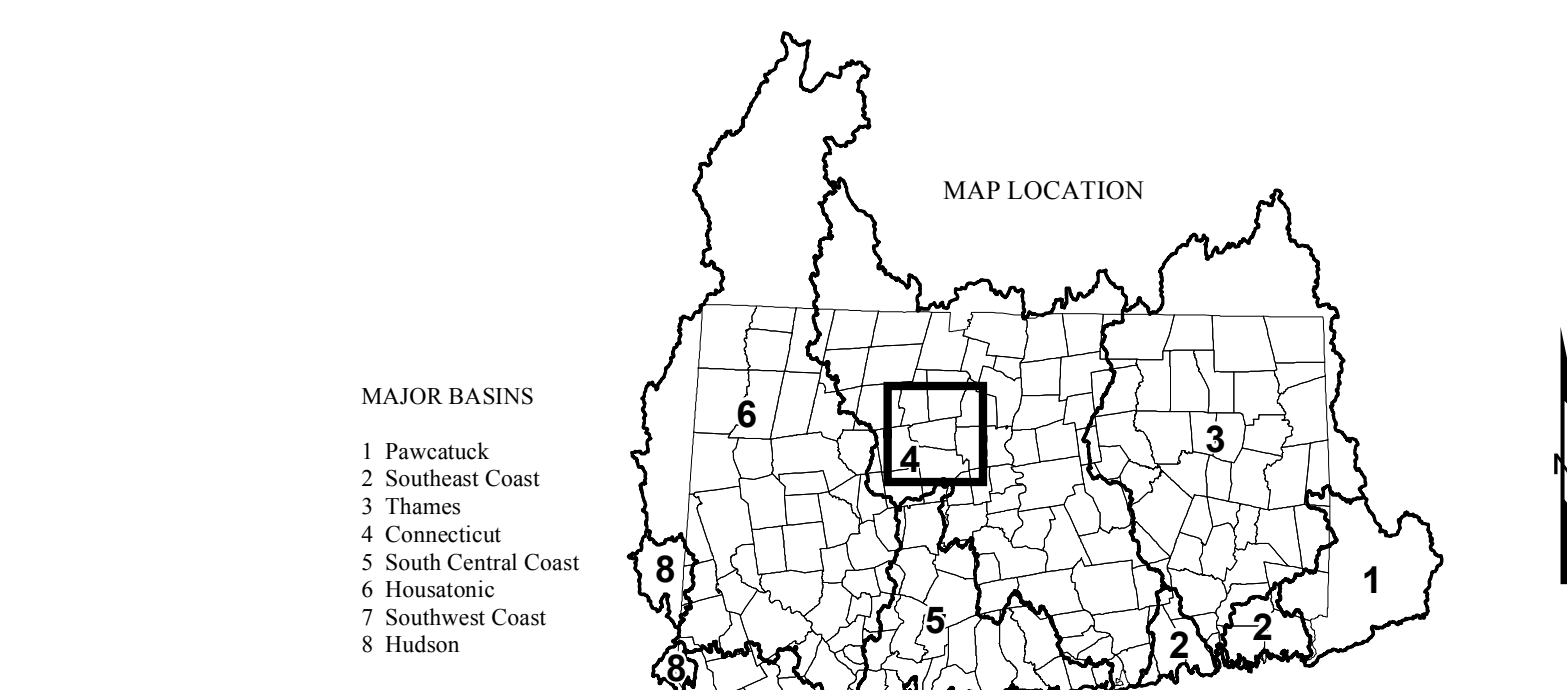 MAP LOCATION
MAJOR BASINS
1 Pawcatuck
2 Southeast Coast
3 Thames
4 Connecticut
5 South Central Coast
6 Housatonic
7 Southwest Coast
8 Hudson
6
3
4
8
1
5
2
2
8